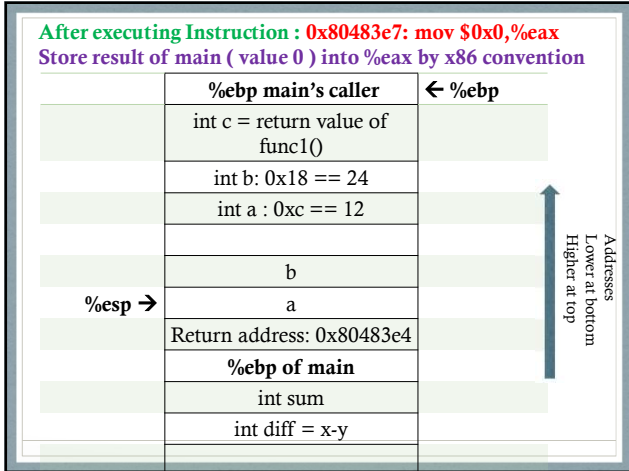 After executing Instruction : 0x80483e7: mov $0x0,%eax
Store result of main ( value 0 ) into %eax by x86 convention
%ebp main's caller
← %ebp
int c = return value of
func1()
int b: 0x18 == 24
int a : 0xc == 12
b
%esp →
a
Return address: 0x80483e4
%ebp of main
int sum
int diff = x-y
Addresses
Lower at bottom
Higher at top